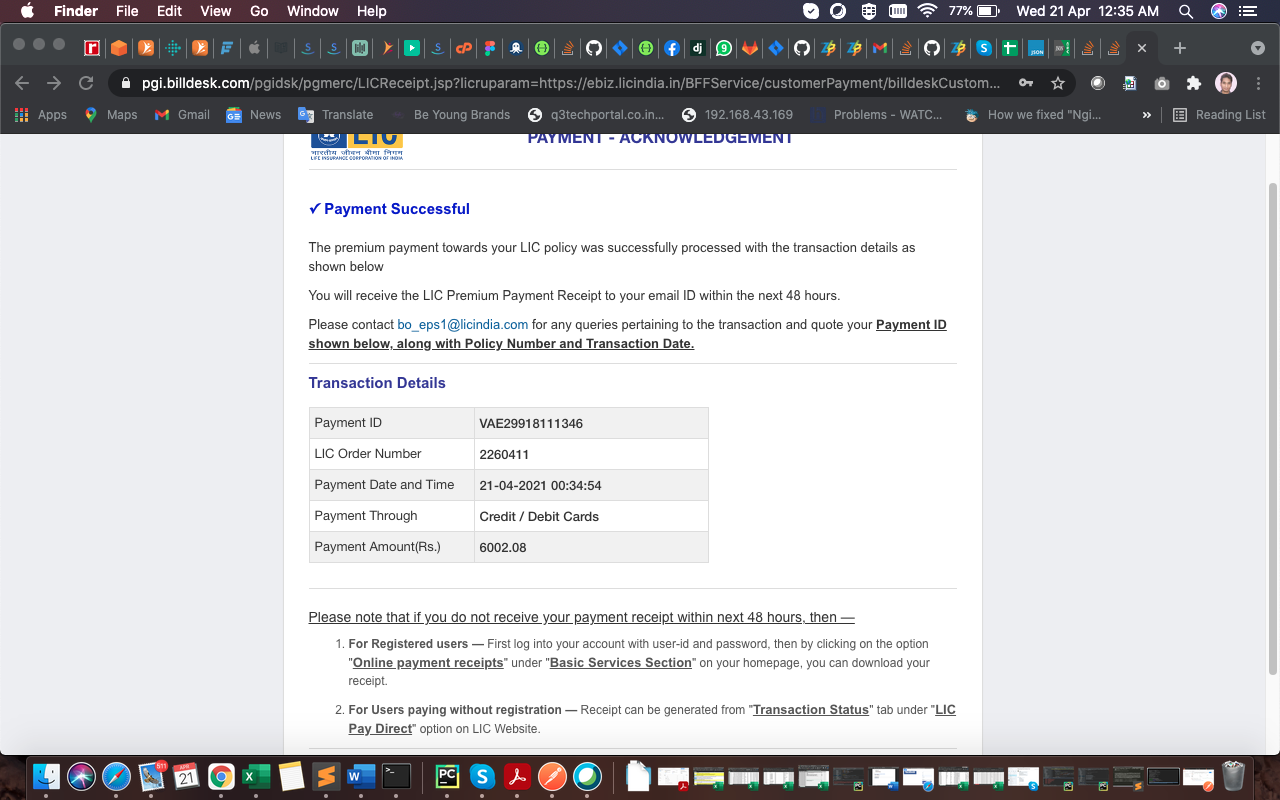 Finder File Edit View Go Window Help 77% Wed 21 Apr 12:35 AM
pgi.billdesk.com/pgidsk/pgmerc/LICReceipt.jsp?licruparam=https://ebiz.licindia.in/BFFService/customerPayment/billdeskCustom...
Apps Maps Gmail News Translate Be Young Brands q3techportal.co.in... 192.168.43.169 Problems - WATC... How we fixed "Ngi... » Reading List
LIC PAYMENT - ACKNOWLEDGEMENT
भारतीय जीवन बीमा निगम
LIFE INSURANCE CORPORATION OF INDIA
✓ Payment Successful
The premium payment towards your LIC policy was successfully processed with the transaction details as
shown below
You will receive the LIC Premium Payment Receipt to your email ID within the next 48 hours.
Please contact bo_eps1@licindia.com for any queries pertaining to the transaction and quote your Payment ID
shown below, along with Policy Number and Transaction Date.
Transaction Details
Payment ID VAE29918111346
LIC Order Number 2260411
Payment Date and Time 21-04-2021 00:34:54
Payment Through Credit / Debit Cards
Payment Amount(Rs.) 6002.08
Please note that if you do not receive your payment receipt within next 48 hours, then —
1. For Registered users — First log into your account with user-id and password, then by clicking on the option
"Online payment receipts" under "Basic Services Section" on your homepage, you can download your
receipt.
2. For Users paying without registration — Receipt can be generated from "Transaction Status" tab under "LIC
Pay Direct" option on LIC Website.